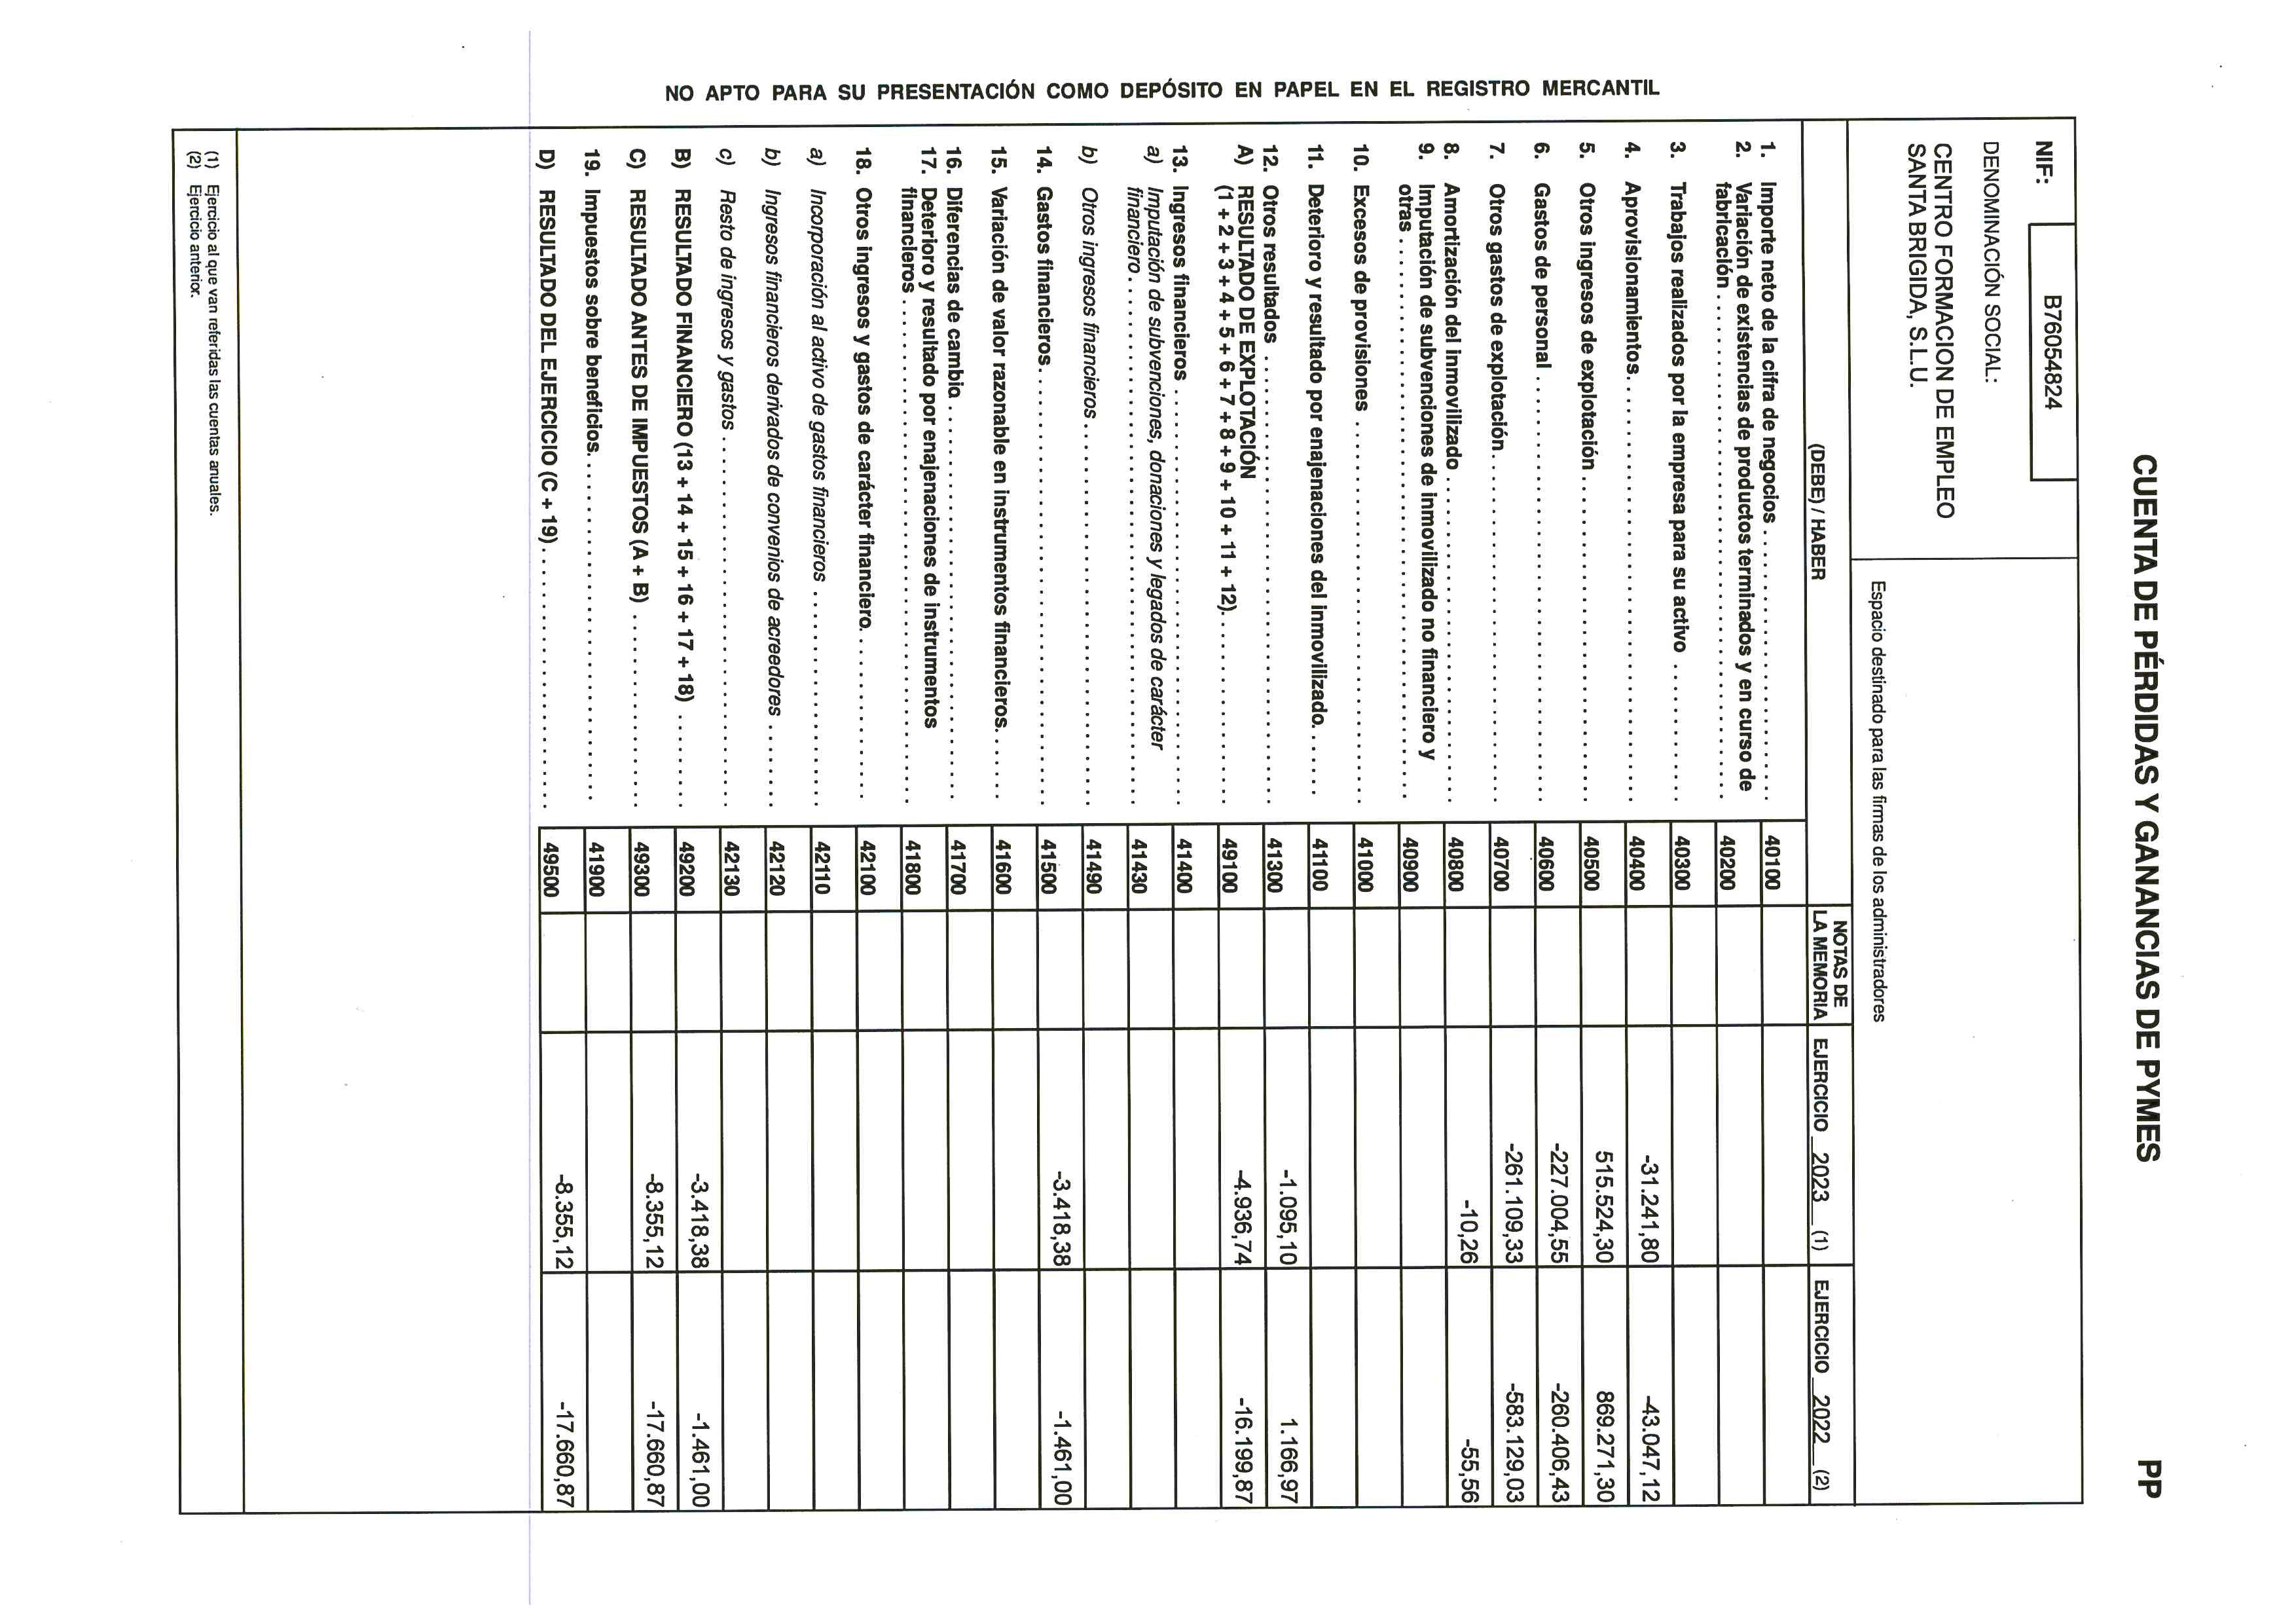 CUENTA DE PÉRDIDAS Y GANANCIAS DE PYMES PP
NIF: B76054824
DENOMINACIÓN SOCIAL:
CENTRO FORMACION DE EMPLEO
SANTA BRIGIDA, S.L.U.
Espacio destinado para las firmas de los administradores
(DEBE) / HABER NOTAS DE LA MEMORIA EJERCICIO 2023 (1) EJERCICIO 2022 (2)
1. Importe neto de la cifra de negocios 40100
2. Variación de existencias de productos terminados y en curso de
fabricación 40200
3. Trabajos realizados por la empresa para su activo 40300
4. Aprovisionamientos 40400 -31.241,80 -43.047,12
5. Otros ingresos de explotación 40500 515.524,30 869.271,30
6. Gastos de personal 40600 -227.004,55 -260.406,43
7. Otros gastos de explotación 40700 -261.109,33 -583.129,03
8. Amortización del inmovilizado 40800 -10,26 -55,56
9. Imputación de subvenciones de inmovilizado no financiero y
otras 40900
10. Excesos de provisiones 41000
11. Deterioro y resultado por enajenaciones del inmovilizado. 41100
12. Otros resultados 41300 -1.095,10 1.166,97
A) RESULTADO DE EXPLOTACIÓN
(1 + 2 + 3 + 4 + 5 + 6 + 7 + 8 + 9 + 10 + 11 + 12). 49100 -4.936,74 -16.199,87
13. Ingresos financieros 41400
a) Imputación de subvenciones, donaciones y legados de carácter
financiero 41430
b) Otros ingresos financieros 41490
14. Gastos financieros 41500 -3.418,38 -1.461,00
15. Variación de valor razonable en instrumentos financieros. 41600
16. Diferencias de cambio 41700
17. Deterioro y resultado por enajenaciones de instrumentos
financieros 41800
18. Otros ingresos y gastos de carácter financiero. 42100
a) Incorporación al activo de gastos financieros 42110
b) Ingresos financieros derivados de convenios de acreedores 42120
c) Resto de ingresos y gastos 42130
B) RESULTADO FINANCIERO (13 + 14 + 15 + 16 + 17 + 18) 49200 -3.418,38 -1.461,00
C) RESULTADO ANTES DE IMPUESTOS (A + B) 49300 -8.355,12 -17.660,87
19. Impuestos sobre beneficios. 41900
D) RESULTADO DEL EJERCICIO (C + 19) 49500 -8.355,12 -17.660,87
(1) Ejercicio al que van referidas las cuentas anuales.
(2) Ejercicio anterior.
NO APTO PARA SU PRESENTACIÓN COMO DEPÓSITO EN PAPEL EN EL REGISTRO MERCANTIL